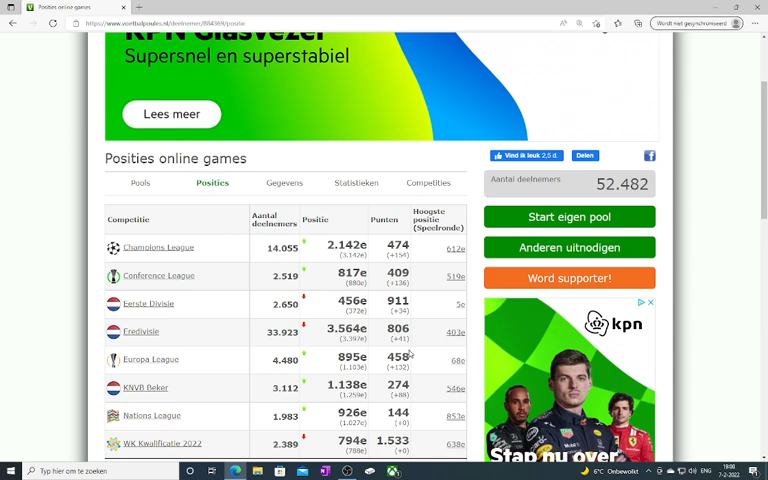 Voetbalpoules.nl - Posities
https://www.voetbalpoules.nl/deelnemer/884369/positie
Wordt niet gesynchroniseerd
KPN Glasvezel
Supersnel en superstabiel
Lees meer
Posities online games
Vind ik leuk 2,5 d.
Delen
Pools
Posities
Gegevens
Statistieken
Competities
Aantal deelnemers
52.482
Start eigen pool
Anderen uitnodigen
Word supporter!
Competitie
Aantal deelnemers
Positie
Punten
Hoogste positie (Speelronde)
Champions League 14.055 2.142e 474 612e
(3.142e) (+154)
Conference League 2.519 817e 409 519e
(880e) (+136)
Eerste Divisie 2.650 456e 911 5e
(372e) (+34)
Eredivisie 33.923 3.564e 806 403e
(3.397e) (+41)
Europa League 4.480 895e 458 68e
(1.103e) (+132)
KNVB Beker 3.112 1.138e 274 546e
(1.259e) (+88)
Nations League 1.983 926e 144 853e
(1.027e) (+0)
WK Kwalificatie 2022 2.389 794e 1.533 638e
(788e) (+0)
kpn
Stap nu over
Typ hier om te zoeken
6°C Onbewolkt
ENG
19:00
7-2-2022